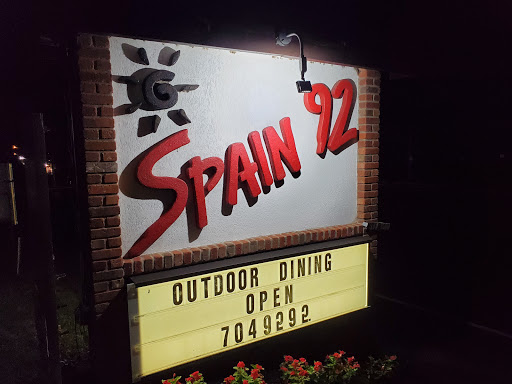 SPAIN '92
OUTDOOR DINING
OPEN
7049292